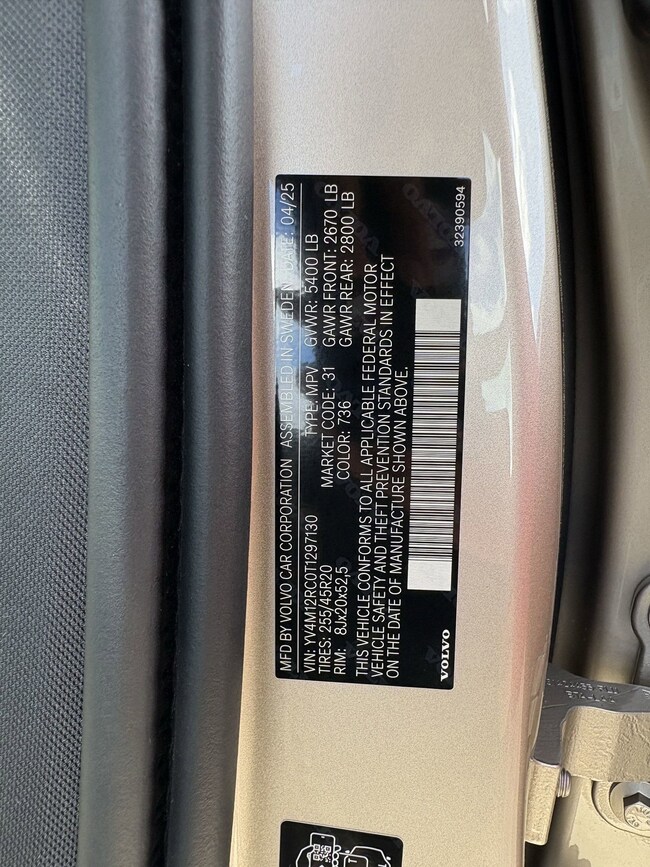 MFD BY VOLVO CAR CORPORATION ASSEMBLED IN SWEDEN DATE: 04/25
VIN: YV4M12RC0T1297130 TYPE: MPV GVWR: 5400 LB
TIRES: 255/45R20 MARKET CODE: 31 GAWR FRONT: 2670 LB
RIM: 8Jx20x52,5 COLOR: 736 GAWR REAR: 2800 LB
THIS VEHICLE CONFORMS TO ALL APPLICABLE FEDERAL MOTOR
VEHICLE SAFETY AND THEFT PREVENTION STANDARDS IN EFFECT
ON THE DATE OF MANUFACTURE SHOWN ABOVE.
VOLVO
32390594